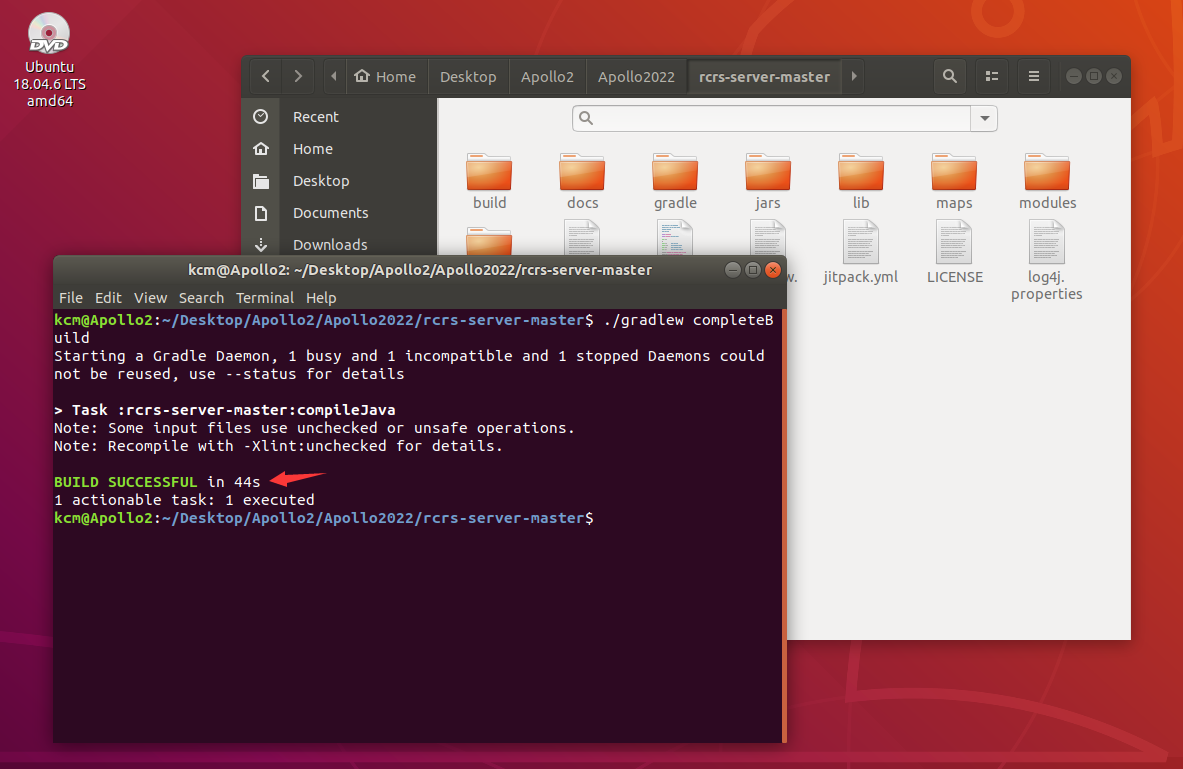 DVD
Ubuntu
18.04.6 LTS
amd64
Home
Desktop
Apollo2
Apollo2022
rcrs-server-master
Recent
Home
Desktop
Documents
Downloads
build
docs
gradle
jars
lib
maps
modules
w.
jitpack.yml
LICENSE
log4j.
properties
kcm@Apollo2: ~/Desktop/Apollo2/Apollo2022/rcrs-server-master
File Edit View Search Terminal Help
kcm@Apollo2:~/Desktop/Apollo2/Apollo2022/rcrs-server-master$ ./gradlew completeB
uild
Starting a Gradle Daemon, 1 busy and 1 incompatible and 1 stopped Daemons could
not be reused, use --status for details
> Task :rcrs-server-master:compileJava
Note: Some input files use unchecked or unsafe operations.
Note: Recompile with -Xlint:unchecked for details.
BUILD SUCCESSFUL in 44s
1 actionable task: 1 executed
kcm@Apollo2:~/Desktop/Apollo2/Apollo2022/rcrs-server-master$